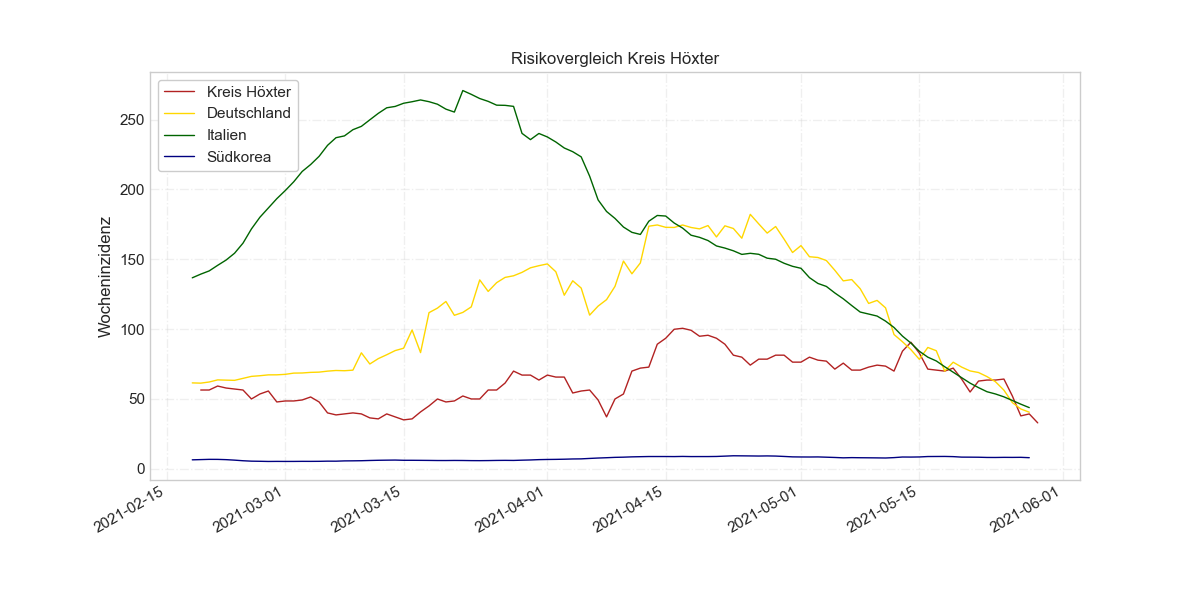 Risikovergleich Kreis Höxter
Kreis Höxter
Deutschland
Italien
Südkorea
Wocheninzidenz
250
200
150
100
50
0
2021-02-15
2021-03-01
2021-03-15
2021-04-01
2021-04-15
2021-05-01
2021-05-15
2021-06-01